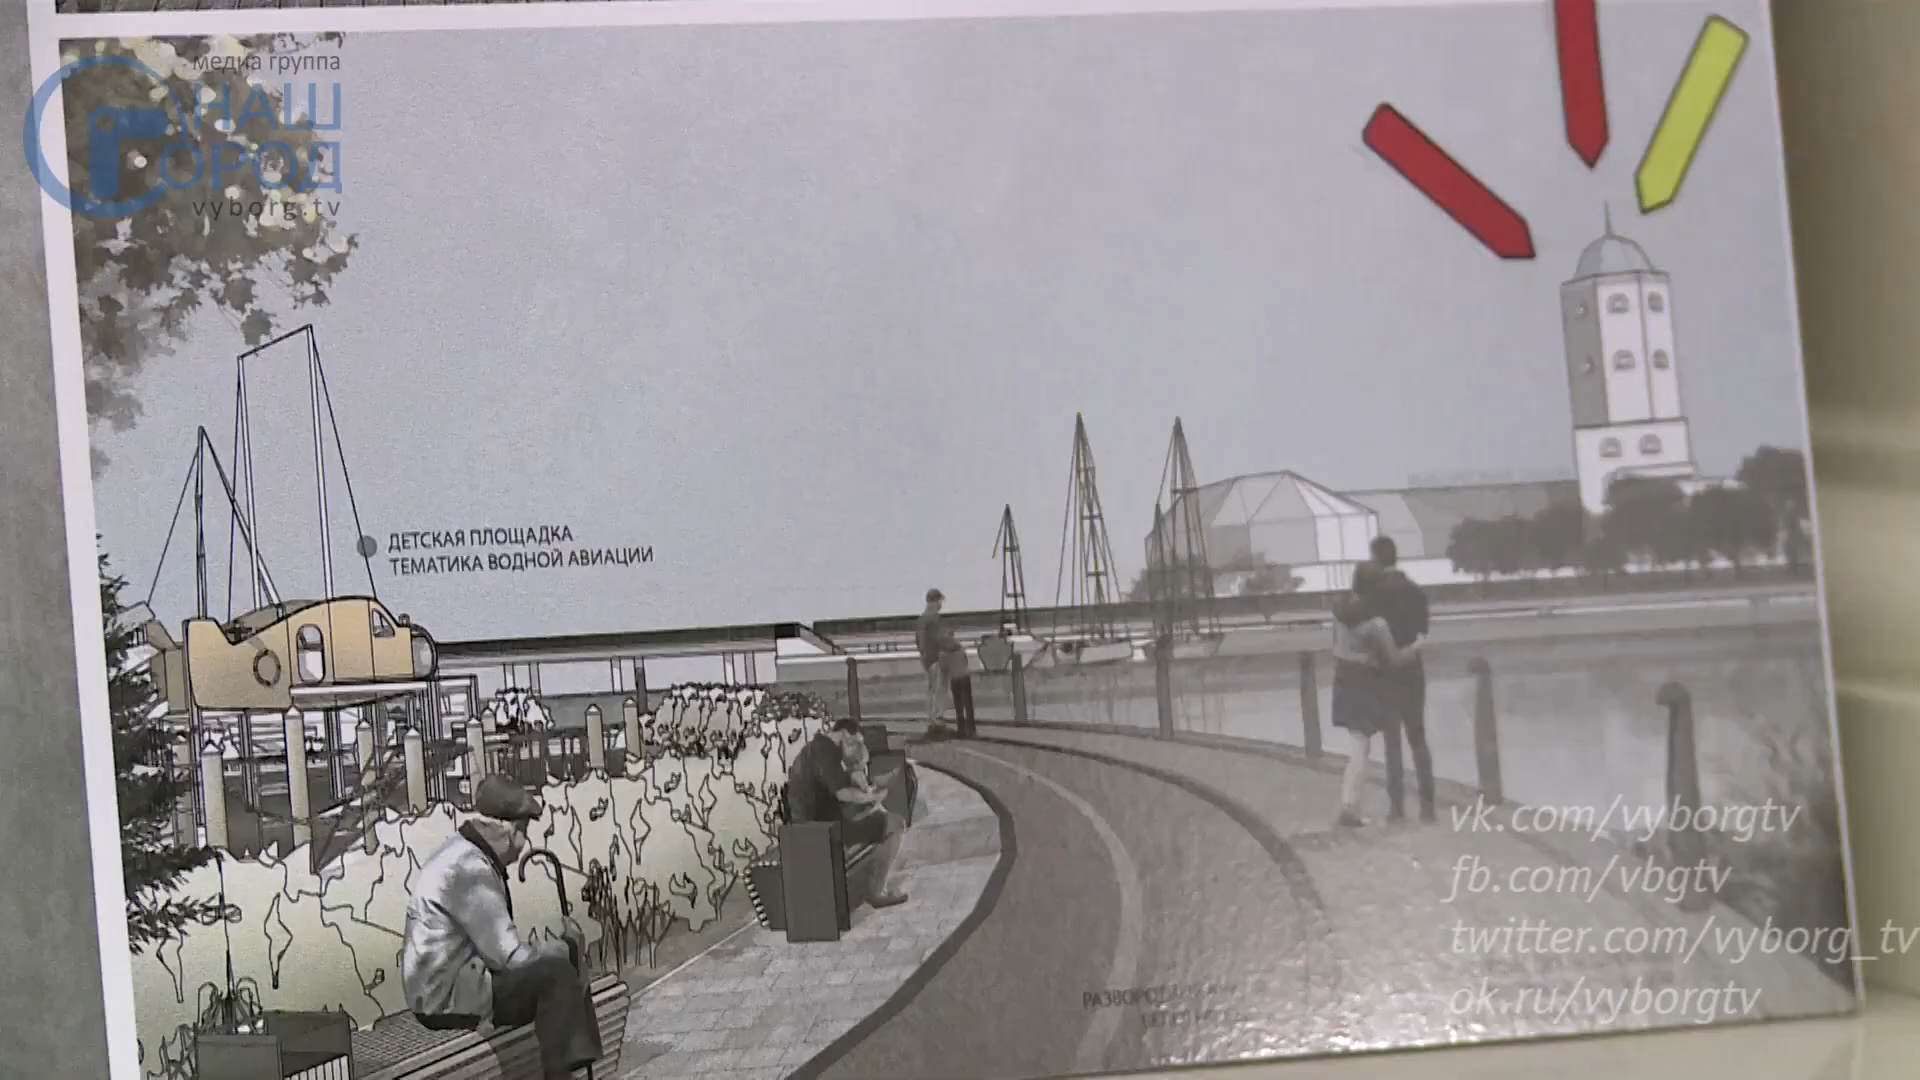 медиа группа
НАШ
ГОРОД
vyborg.tv
ДЕТСКАЯ ПЛОЩАДКА
ТЕМАТИКА ВОДНОЙ АВИАЦИИ
vk.com/vyborgtv
fb.com/vbgtv
twitter.com/vyborg_tv
ok.ru/vyborgtv